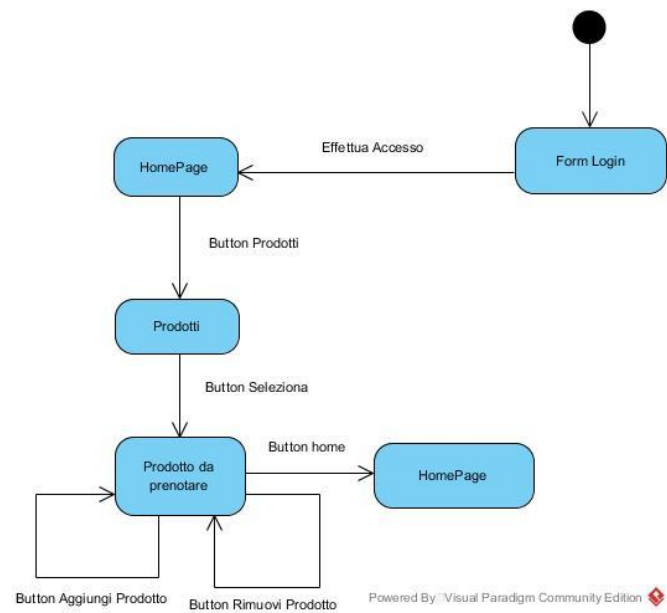 Effettua Accesso
Form Login
HomePage
Button Prodotti
Prodotti
Button Seleziona
Prodotto da
prenotare
Button home
HomePage
Button Aggiungi Prodotto
Button Rimuovi Prodotto
Powered By Visual Paradigm Community Edition